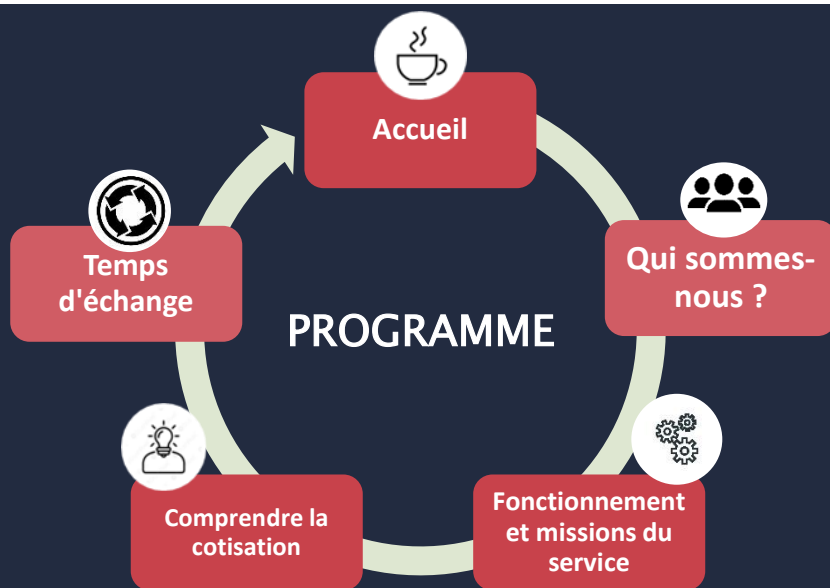 Accueil
Qui sommes-
nous ?
Fonctionnement
et missions du
service
Comprendre la
cotisation
Temps
d'échange
PROGRAMME